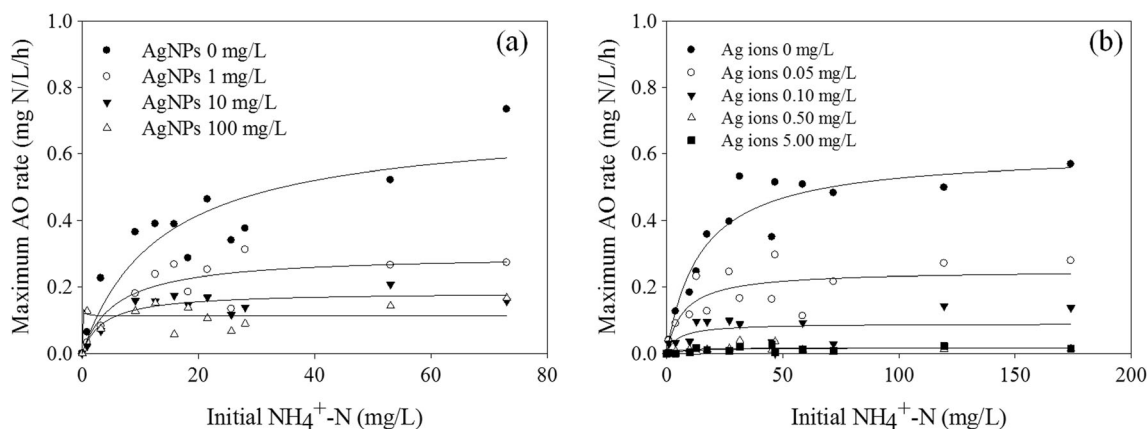 (a)
AgNPs 0 mg/L
AgNPs 1 mg/L
AgNPs 10 mg/L
AgNPs 100 mg/L
Maximum AO rate (mg N/L/h)
1.0
0.8
0.6
0.4
0.2
0.0
0 20 40 60 80
Initial NH4+-N (mg/L)
(b)
Ag ions 0 mg/L
Ag ions 0.05 mg/L
Ag ions 0.10 mg/L
Ag ions 0.50 mg/L
Ag ions 5.00 mg/L
Maximum AO rate (mg N/L/h)
1.0
0.8
0.6
0.4
0.2
0.0
0 50 100 150 200
Initial NH4+-N (mg/L)